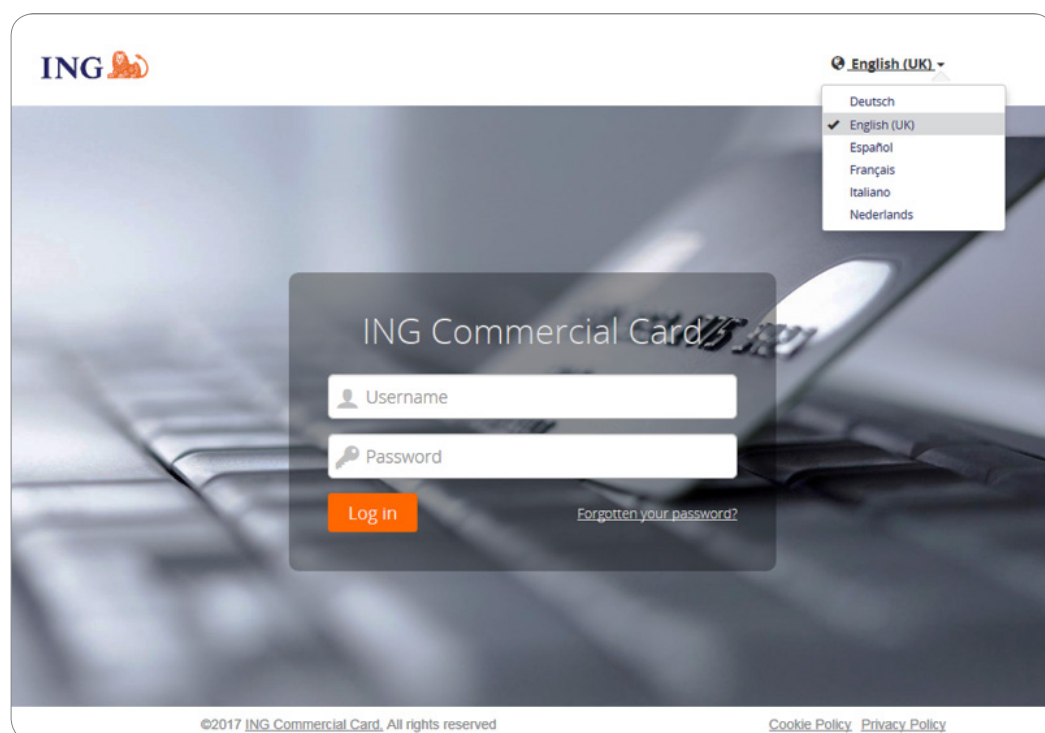 ING
English (UK)
Deutsch
English (UK)
Español
Français
Italiano
Nederlands
ING Commercial Card
Username
Password
Log in
Forgotten your password?
©2017 ING Commercial Card. All rights reserved
Cookie Policy Privacy Policy